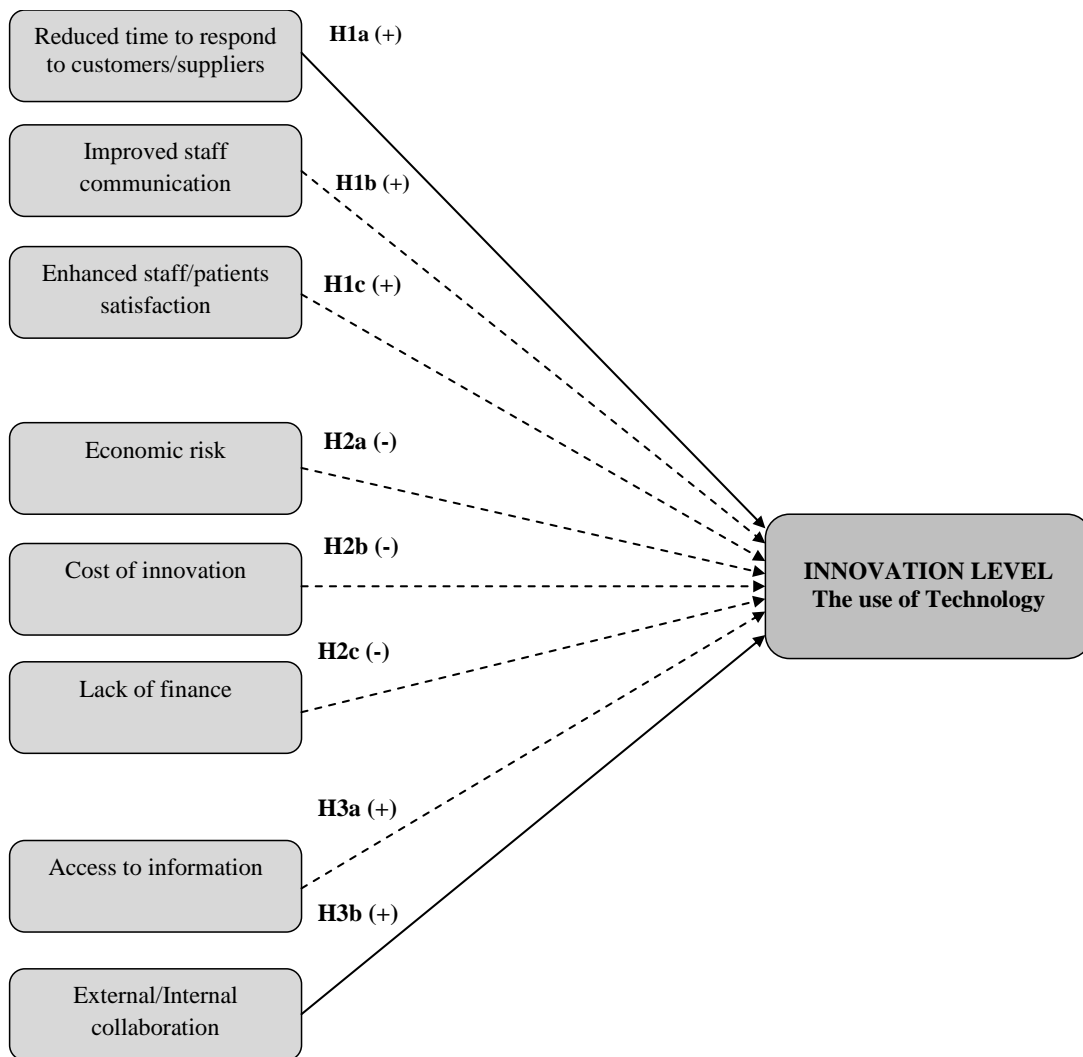 Reduced time to respond
to customers/suppliers
H1a (+)
Improved staff
communication
H1b (+)
Enhanced staff/patients
satisfaction
H1c (+)
Economic risk
H2a (-)
Cost of innovation
H2b (-)
Lack of finance
H2c (-)
Access to information
H3a (+)
External/Internal
collaboration
H3b (+)
INNOVATION LEVEL
The use of Technology